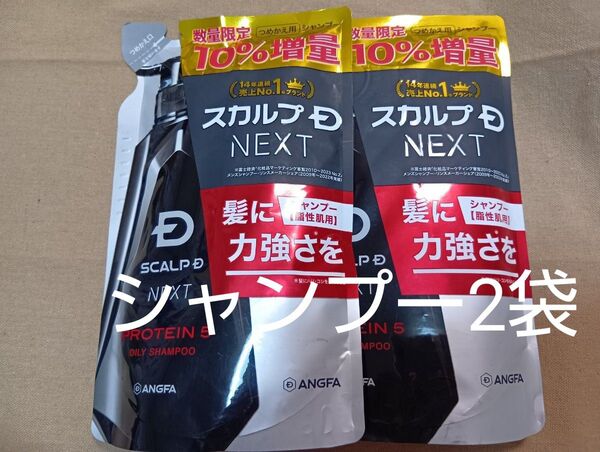 つめかえ口
数量限定 つめかえ用 シャンプー
10%増量
14年連続
売上No.1※ブランド
スカルプD
NEXT
髪に
シャンプー
【脂性肌用】
力強さを
D
SCALP D
NEXT
PROTEIN 5
OILY SHAMPOO
ANGFA
数量限定 つめかえ用 シャンプー
10%増量
14年連続
売上No.1※ブランド
スカルプD
NEXT
髪に
シャンプー
【脂性肌用】
力強さを
ANGFA
シャンプー2袋